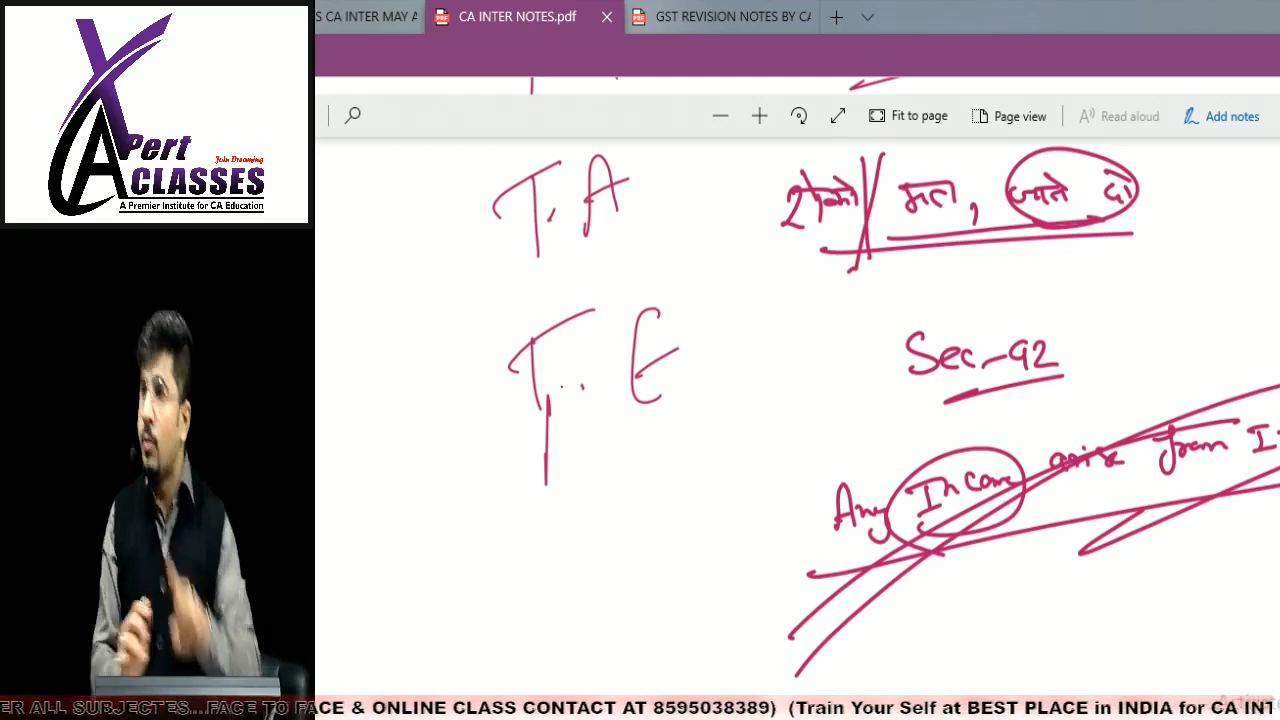 S CA INTER MAY A
CA INTER NOTES.pdf
GST REVISION NOTES BY CA
Fit to page
Page view
Read aloud
Add notes
XPert
Join Dreaming
CA CLASSES
A Premier Institute for CA Education
T.A
मत, जाने दो
T.. E
Sec-92
Any Income arise from I
ER ALL SUBJECTES...FACE TO FACE & ONLINE CLASS CONTACT AT 8595038389) (Train Your Self at BEST PLACE in INDIA for CA INT